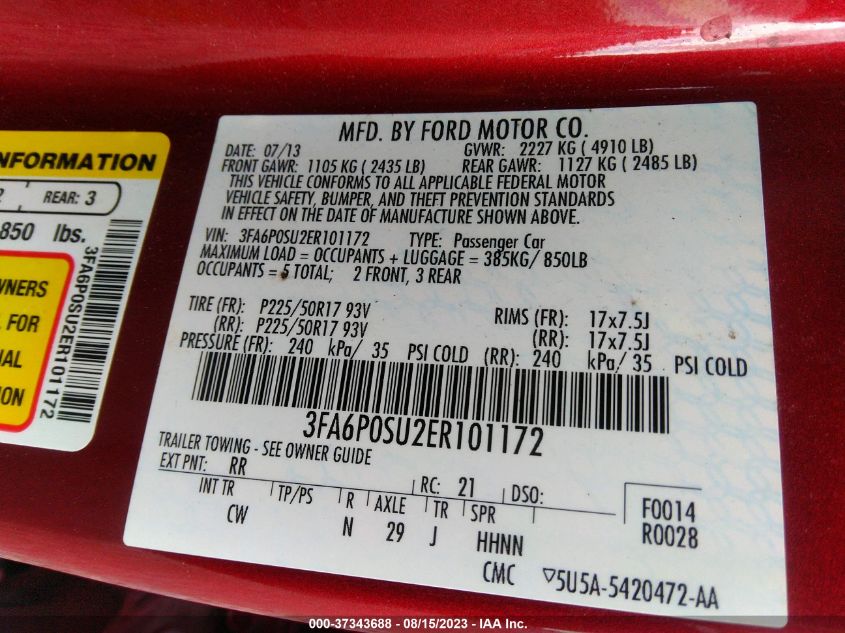 NFORMATION
2 REAR: 3
850 lbs.
WNERS
L FOR
IAL
ION
3FA6P0SU2ER101172
MFD. BY FORD MOTOR CO.
DATE: 07/13 GVWR: 2227 KG ( 4910 LB)
FRONT GAWR: 1105 KG ( 2435 LB) REAR GAWR: 1127 KG ( 2485 LB)
THIS VEHICLE CONFORMS TO ALL APPLICABLE FEDERAL MOTOR
VEHICLE SAFETY, BUMPER, AND THEFT PREVENTION STANDARDS
IN EFFECT ON THE DATE OF MANUFACTURE SHOWN ABOVE.
VIN: 3FA6P0SU2ER101172 TYPE: Passenger Car
MAXIMUM LOAD = OCCUPANTS + LUGGAGE = 385KG/ 850LB
OCCUPANTS = 5 TOTAL; 2 FRONT, 3 REAR
TIRE (FR): P225/50R17 93V RIMS (FR): 17x7.5J
(RR): P225/50R17 93V (RR): 17x7.5J
PRESSURE (FR): 240 kPa/ 35 PSI COLD (RR): 240 kPa/ 35 PSI COLD
3FA6P0SU2ER101172
TRAILER TOWING - SEE OWNER GUIDE
EXT PNT: RR RC: 21 DSO: F0014
INT TR TP/PS R AXLE TR SPR R0028
CW N 29 J HHNN
CMC ▽5U5A-5420472-AA
000-37343688 - 08/15/2023 - IAA Inc.